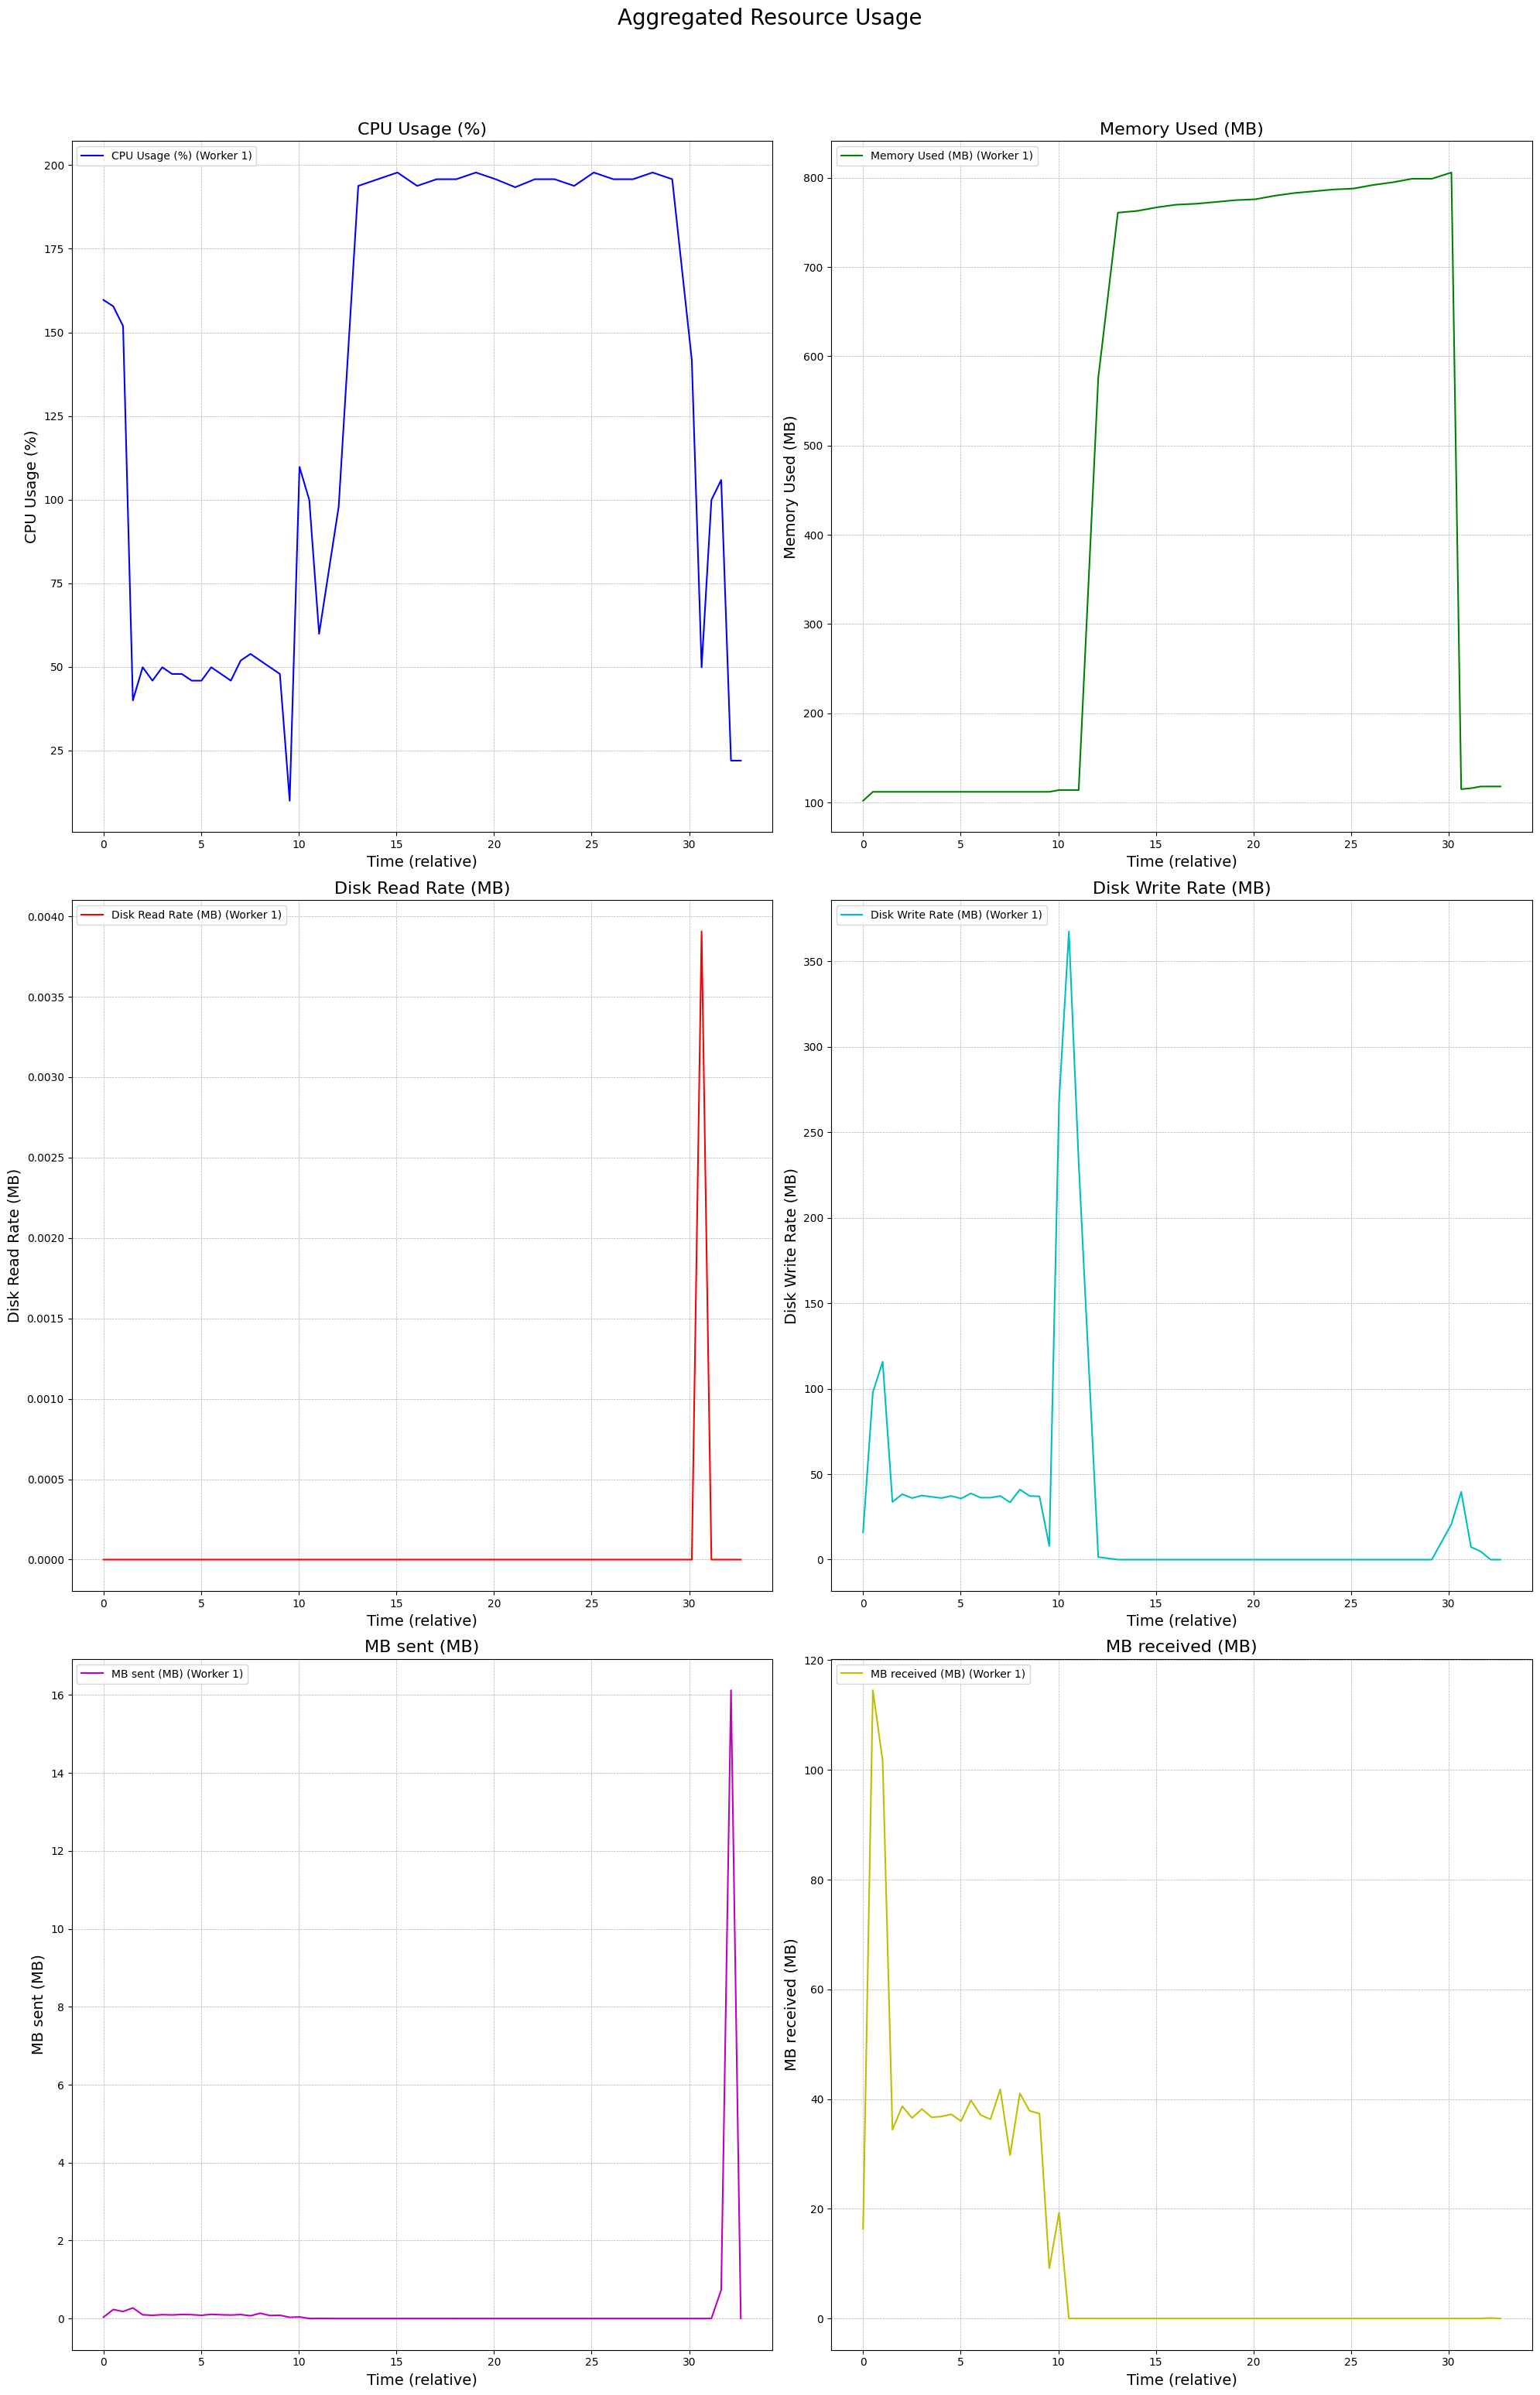 Aggregated Resource Usage
CPU Usage (%)
CPU Usage (%) (Worker 1)
CPU Usage (%)
200
175
150
125
100
75
50
25
0 5 10 15 20 25 30
Time (relative)
Memory Used (MB)
Memory Used (MB) (Worker 1)
Memory Used (MB)
800
700
600
500
400
300
200
100
0 5 10 15 20 25 30
Time (relative)
Disk Read Rate (MB)
Disk Read Rate (MB) (Worker 1)
Disk Read Rate (MB)
0.0040
0.0035
0.0030
0.0025
0.0020
0.0015
0.0010
0.0005
0.0000
0 5 10 15 20 25 30
Time (relative)
Disk Write Rate (MB)
Disk Write Rate (MB) (Worker 1)
Disk Write Rate (MB)
350
300
250
200
150
100
50
0
0 5 10 15 20 25 30
Time (relative)
MB sent (MB)
MB sent (MB) (Worker 1)
MB sent (MB)
16
14
12
10
8
6
4
2
0
0 5 10 15 20 25 30
Time (relative)
MB received (MB)
MB received (MB) (Worker 1)
MB received (MB)
120
100
80
60
40
20
0
0 5 10 15 20 25 30
Time (relative)